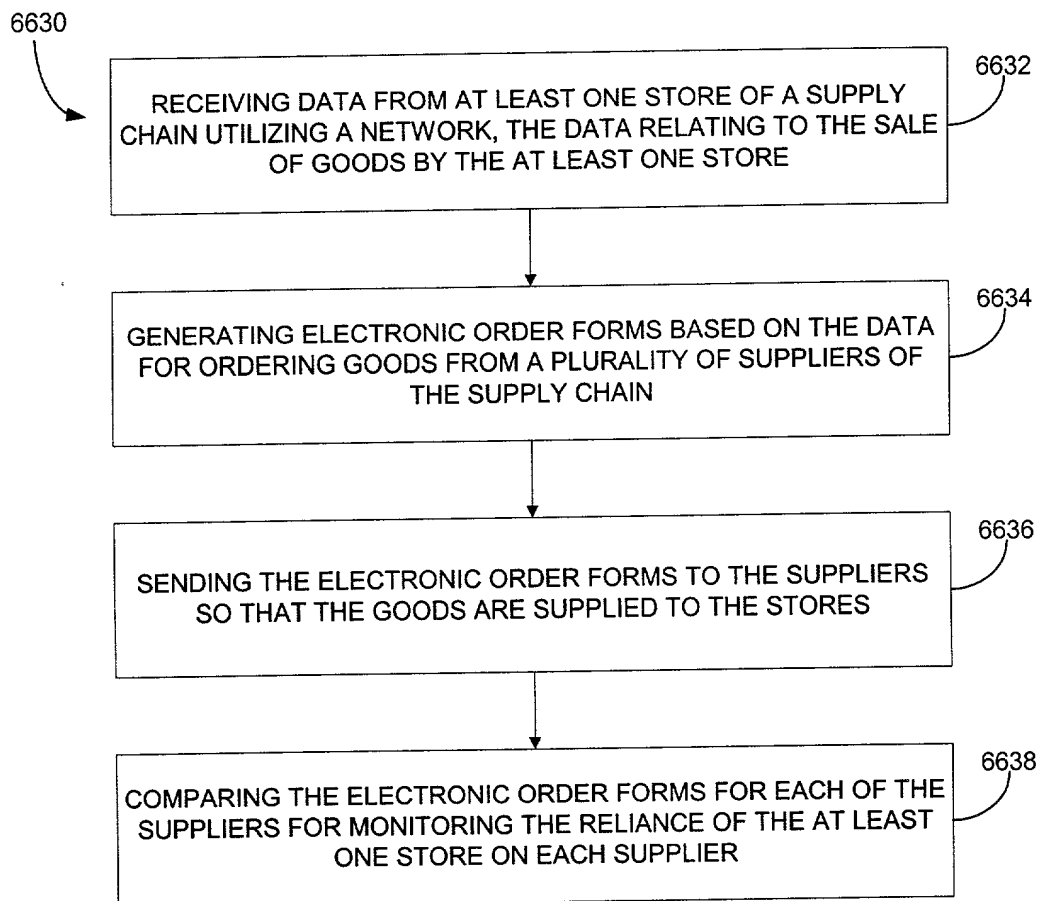 6630
6632
RECEIVING DATA FROM AT LEAST ONE STORE OF A SUPPLY
CHAIN UTILIZING A NETWORK, THE DATA RELATING TO THE SALE
OF GOODS BY THE AT LEAST ONE STORE
6634
GENERATING ELECTRONIC ORDER FORMS BASED ON THE DATA
FOR ORDERING GOODS FROM A PLURALITY OF SUPPLIERS OF
THE SUPPLY CHAIN
6636
SENDING THE ELECTRONIC ORDER FORMS TO THE SUPPLIERS
SO THAT THE GOODS ARE SUPPLIED TO THE STORES
6638
COMPARING THE ELECTRONIC ORDER FORMS FOR EACH OF THE
SUPPLIERS FOR MONITORING THE RELIANCE OF THE AT LEAST
ONE STORE ON EACH SUPPLIER